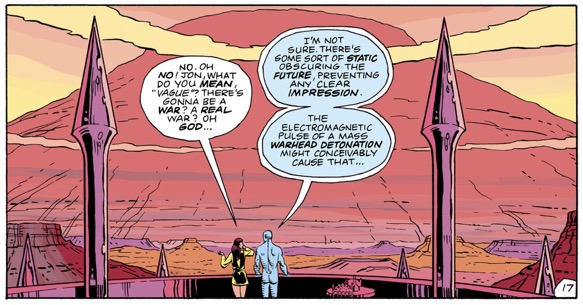 NO. OH
NO! JON, WHAT
DO YOU MEAN,
"VAGUE"? THERE'S
GONNA BE A
WAR? A REAL
WAR? OH
GOD...
I'M NOT
SURE. THERE'S
SOME SORT OF STATIC
OBSCURING THE
FUTURE, PREVENTING
ANY CLEAR
IMPRESSION.
THE
ELECTROMAGNETIC
PULSE OF A MASS
WARHEAD DETONATION
MIGHT CONCEIVABLY
CAUSE THAT...
17